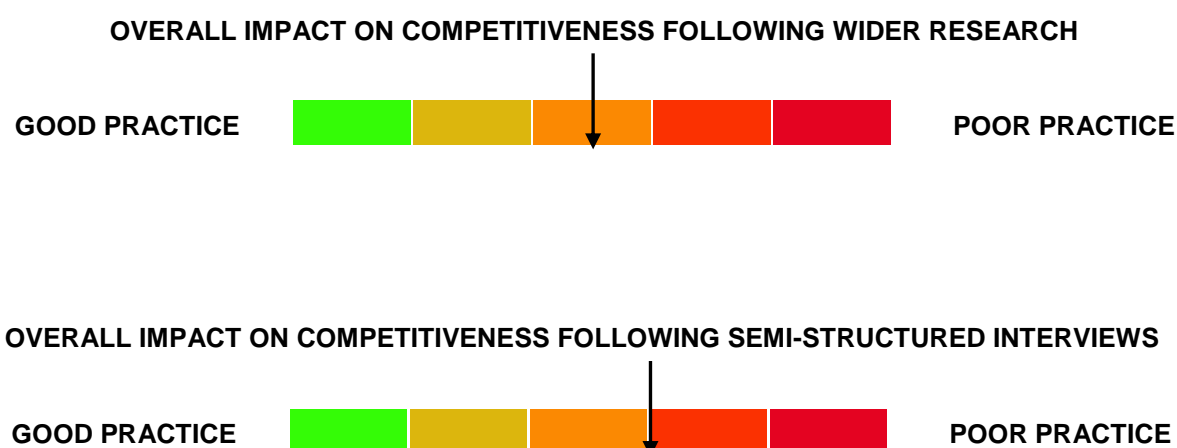 OVERALL IMPACT ON COMPETITIVENESS FOLLOWING WIDER RESEARCH
GOOD PRACTICE
POOR PRACTICE
OVERALL IMPACT ON COMPETITIVENESS FOLLOWING SEMI-STRUCTURED INTERVIEWS
GOOD PRACTICE
POOR PRACTICE